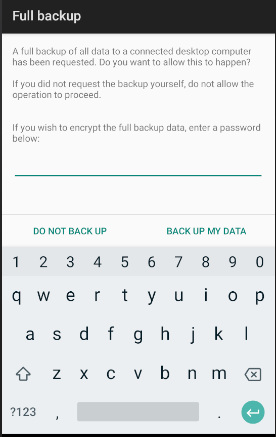 Full backup
A full backup of all data to a connected desktop computer
has been requested. Do you want to allow this to happen?
If you did not request the backup yourself, do not allow the
operation to proceed.
If you wish to encrypt the full backup data, enter a password
below:
DO NOT BACK UP BACK UP MY DATA
1 2 3 4 5 6 7 8 9 0
q w e r t y u i o p
a s d f g h j k l
z x c v b n m
?123 , .